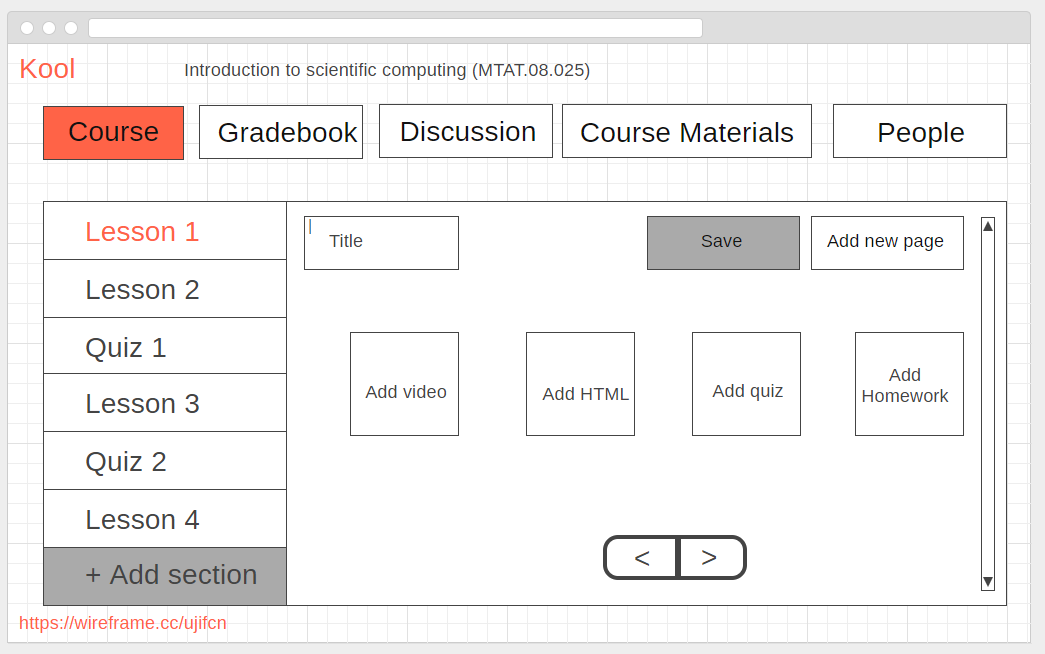 Kool
Introduction to scientific computing (MTAT.08.025)
Course
Gradebook
Discussion
Course Materials
People
Lesson 1
Lesson 2
Quiz 1
Lesson 3
Quiz 2
Lesson 4
+ Add section
Title
Save
Add new page
Add video
Add HTML
Add quiz
Add
Homework
<
>
https://wireframe.cc/ujifcn